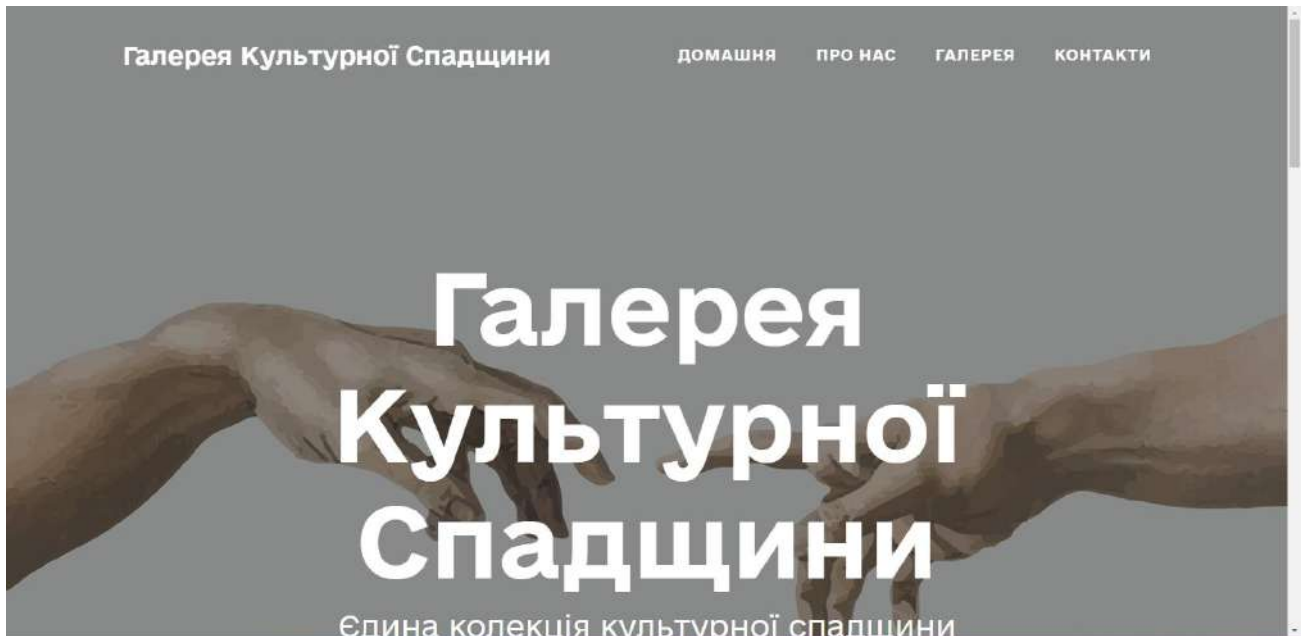 Галерея Культурної Спадщини
ДОМАШНЯ ПРО НАС ГАЛЕРЕЯ КОНТАКТИ
Галерея
Культурної
Спадщини
Єдина колекція культурної спадщини